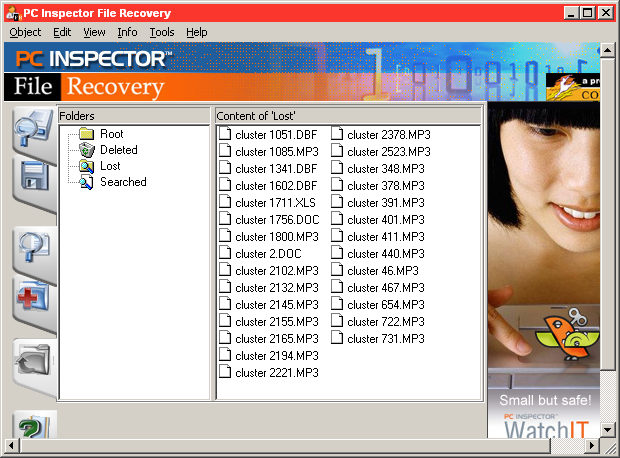 PC Inspector File Recovery
Object Edit View Info Tools Help
PC INSPECTOR™
File Recovery
a pro
CO
Folders
Root
Deleted
Lost
Searched
Content of 'Lost'
cluster 1051.DBF
cluster 1085.MP3
cluster 1341.DBF
cluster 1602.DBF
cluster 1711.XLS
cluster 1756.DOC
cluster 1800.MP3
cluster 2.DOC
cluster 2102.MP3
cluster 2132.MP3
cluster 2145.MP3
cluster 2155.MP3
cluster 2165.MP3
cluster 2194.MP3
cluster 2221.MP3
cluster 2378.MP3
cluster 2523.MP3
cluster 348.MP3
cluster 378.MP3
cluster 391.MP3
cluster 401.MP3
cluster 411.MP3
cluster 440.MP3
cluster 46.MP3
cluster 467.MP3
cluster 654.MP3
cluster 722.MP3
cluster 731.MP3
Small but safe!
PC INSPECTOR™
WatchIT